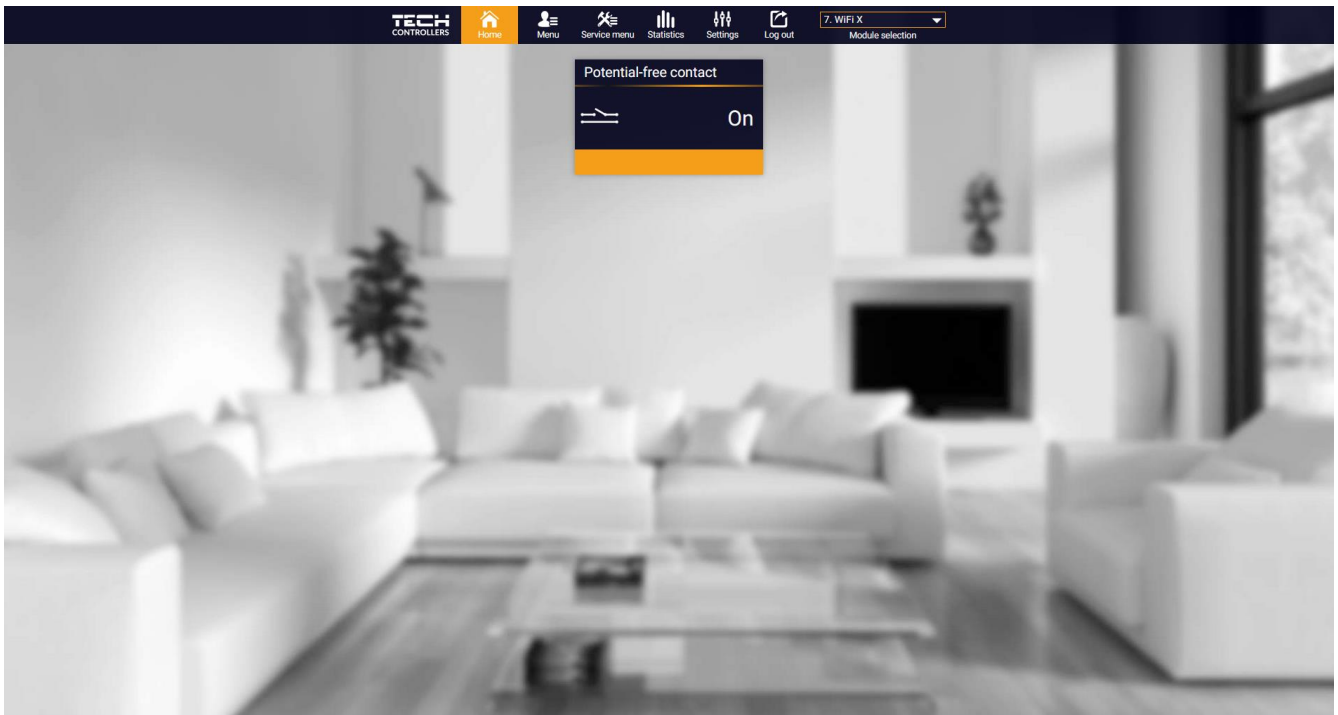 TECH
CONTROLLERS
Home
Menu
Service menu
Statistics
Settings
Log out
7. WiFi X
Module selection
Potential-free contact
On